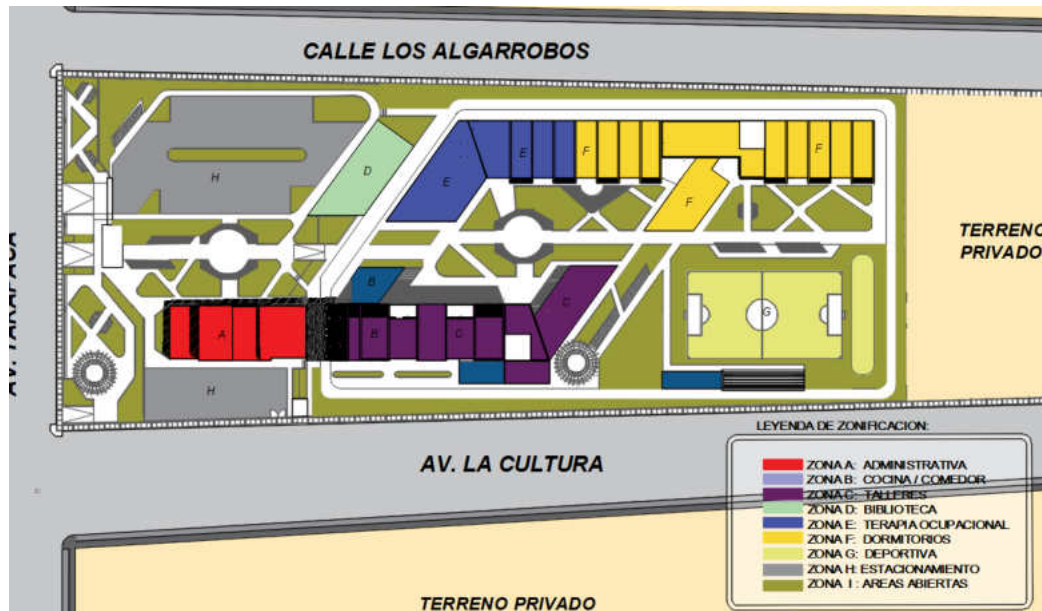 CALLE LOS ALGARROBOS
AV. TARAPACA
H
D
E
E
F
F
F
B
A
B
C
C
G
H
TERRENO
PRIVADO
AV. LA CULTURA
LEYENDA DE ZONIFICACION:
ZONA A: ADMINISTRATIVA
ZONA B: COCINA / COMEDOR
ZONA C: TALLERES
ZONA D: BIBLIOTECA
ZONA E: TERAPIA OCUPACIONAL
ZONA F: DORMITORIOS
ZONA G: DEPORTIVA
ZONA H: ESTACIONAMIENTO
ZONA I : AREAS ABIERTAS
TERRENO PRIVADO